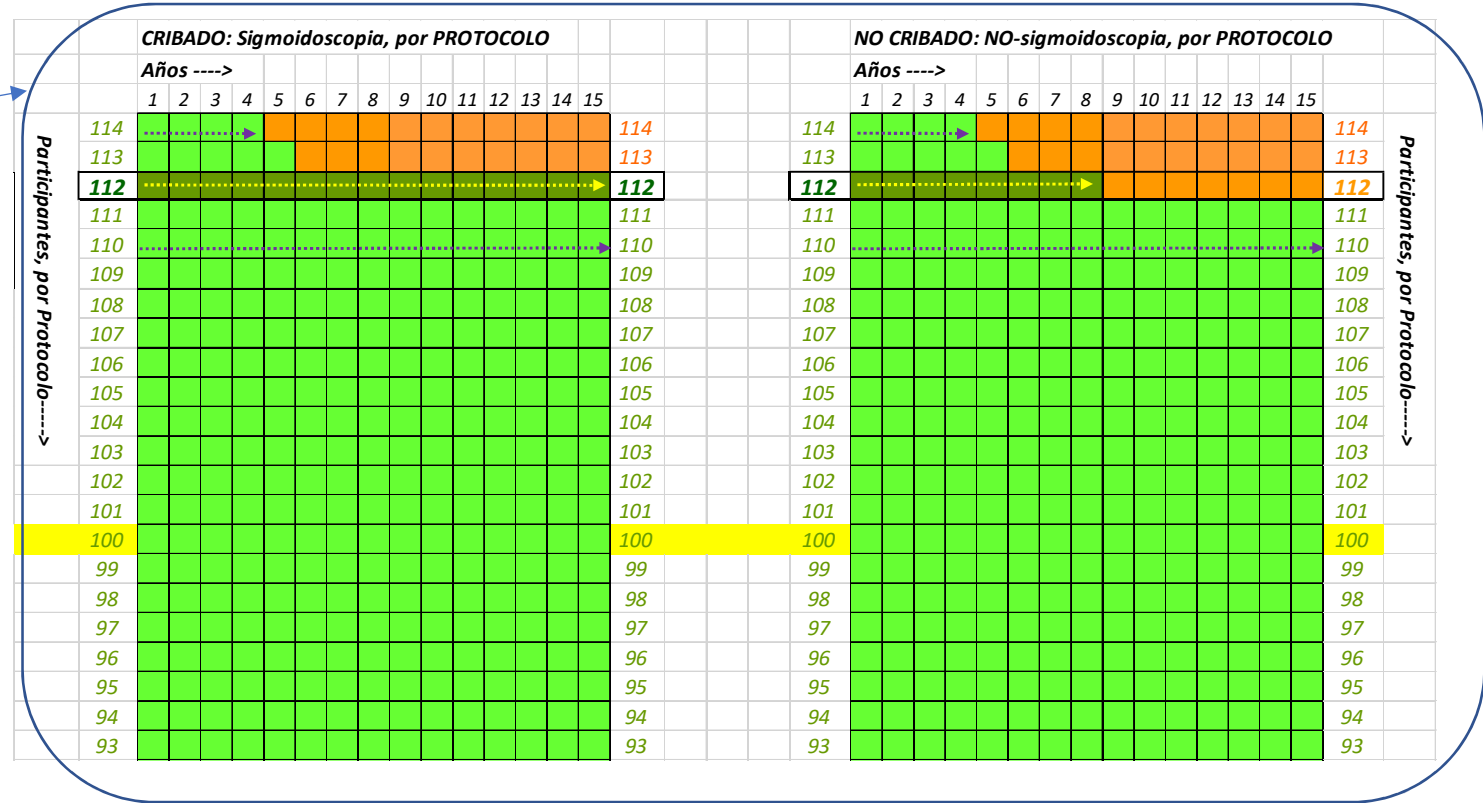 CRIBADO: Sigmoidoscopia, por PROTOCOLO NO CRIBADO: NO-sigmoidoscopia, por PROTOCOLO
Años ----> Años ---->
1 2 3 4 5 6 7 8 9 10 11 12 13 14 15 1 2 3 4 5 6 7 8 9 10 11 12 13 14 15
Participantes, por Protocolo----->
114 114 114 114
113 113 113 113
112 112 112 112
111 111 111 111
110 110 110 110
109 109 109 109
108 108 108 108
107 107 107 107
106 106 106 106
105 105 105 105
104 104 104 104
103 103 103 103
102 102 102 102
101 101 101 101
100 100 100 100
99 99 99 99
98 98 98 98
97 97 97 97
96 96 96 96
95 95 95 95
94 94 94 94
93 93 93 93
Participantes, por Protocolo----->